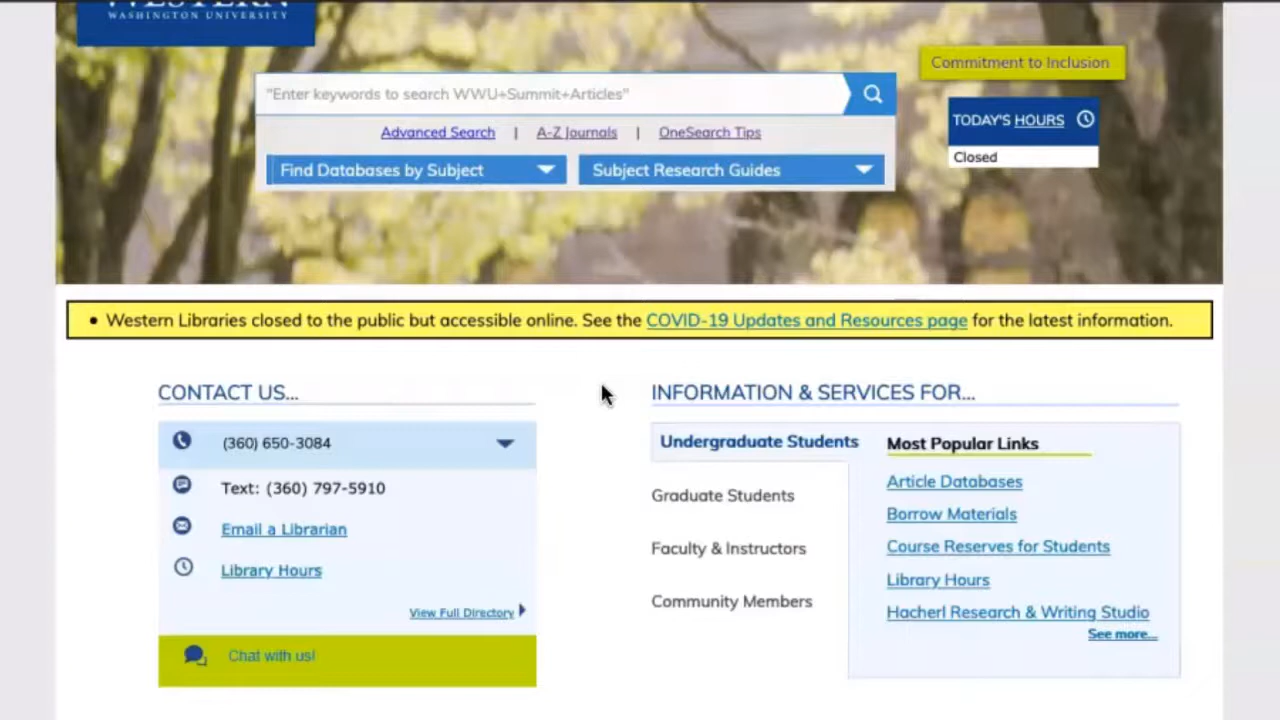 WESTERN
WASHINGTON UNIVERSITY
Commitment to Inclusion
"Enter keywords to search WWU+Summit+Articles"
TODAY'S HOURS
Advanced Search | A-Z Journals | OneSearch Tips
Closed
Find Databases by Subject
Subject Research Guides
• Western Libraries closed to the public but accessible online. See the COVID-19 Updates and Resources page for the latest information.
CONTACT US...
(360) 650-3084
Text: (360) 797-5910
Email a Librarian
Library Hours
View Full Directory
Chat with us!
INFORMATION & SERVICES FOR...
Undergraduate Students
Graduate Students
Faculty & Instructors
Community Members
Most Popular Links
Article Databases
Borrow Materials
Course Reserves for Students
Library Hours
Hacherl Research & Writing Studio
See more...